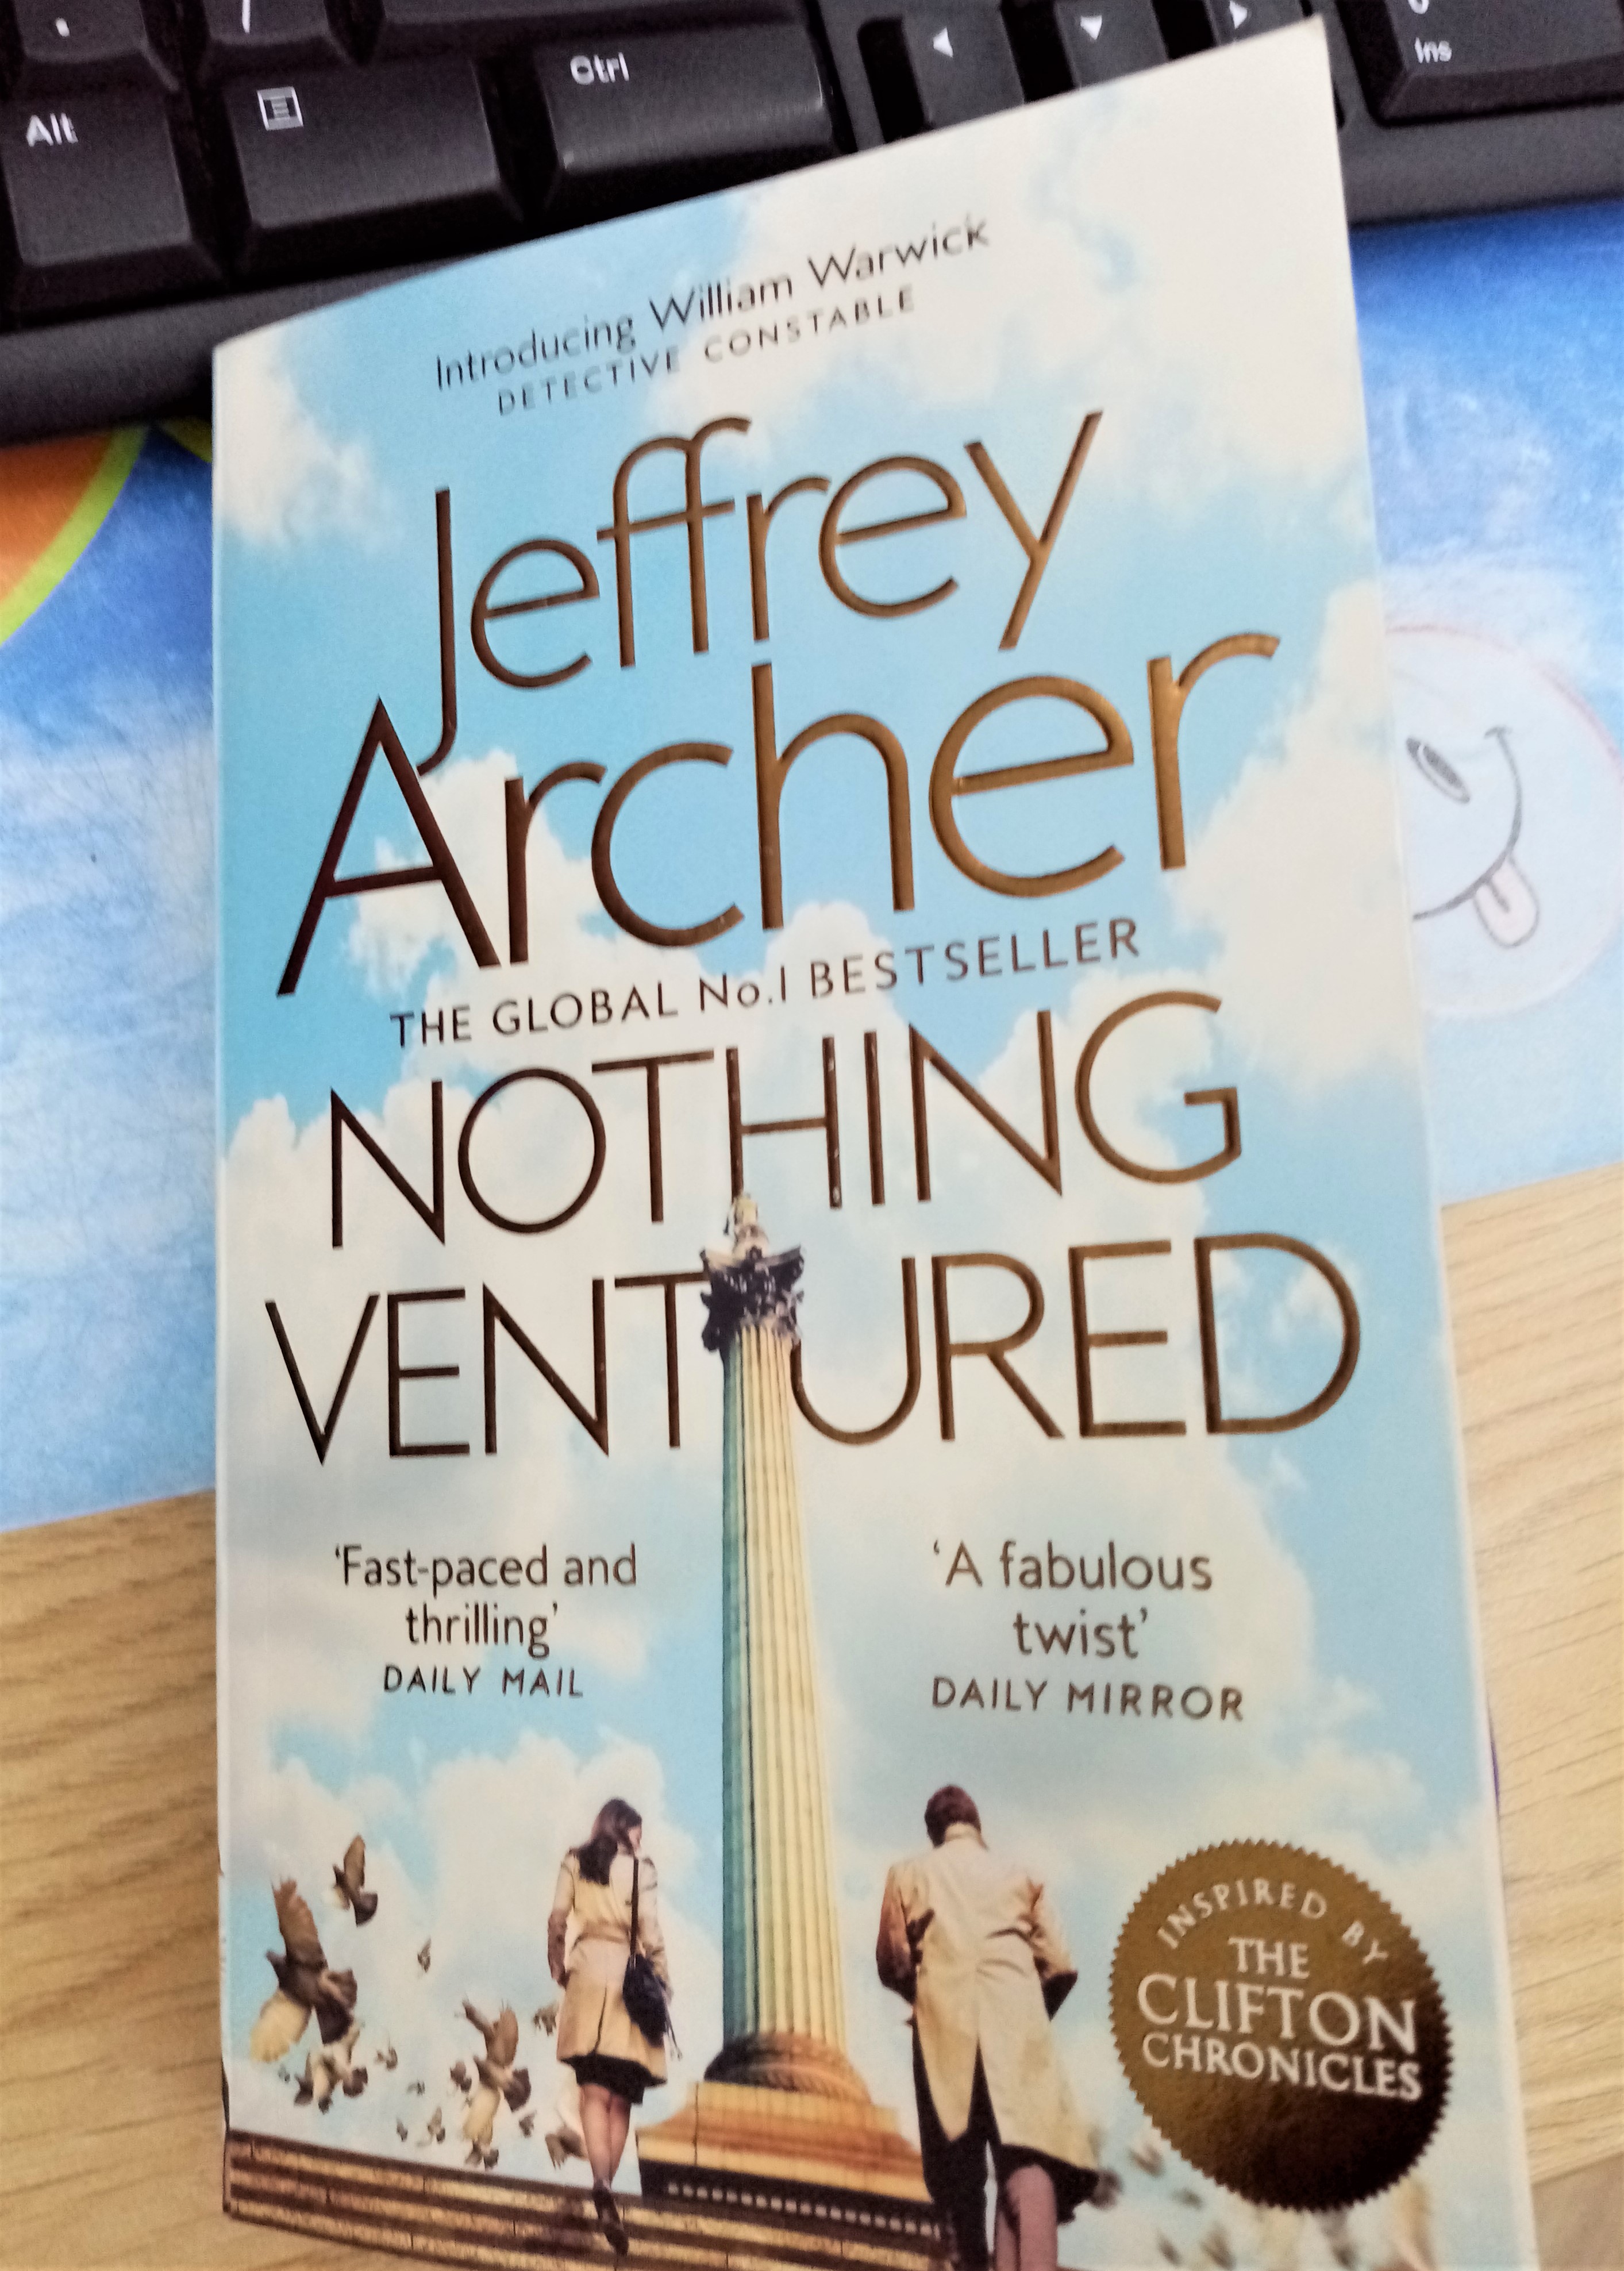 Alt
Ctrl
Ins
Introducing William Warwick
DETECTIVE CONSTABLE
Jeffrey
Archer
THE GLOBAL No.1 BESTSELLER
NOTHING
VENTURED
'Fast-paced and
thrilling'
DAILY MAIL
'A fabulous
twist'
DAILY MIRROR
INSPIRED BY
THE
CLIFTON
CHRONICLES